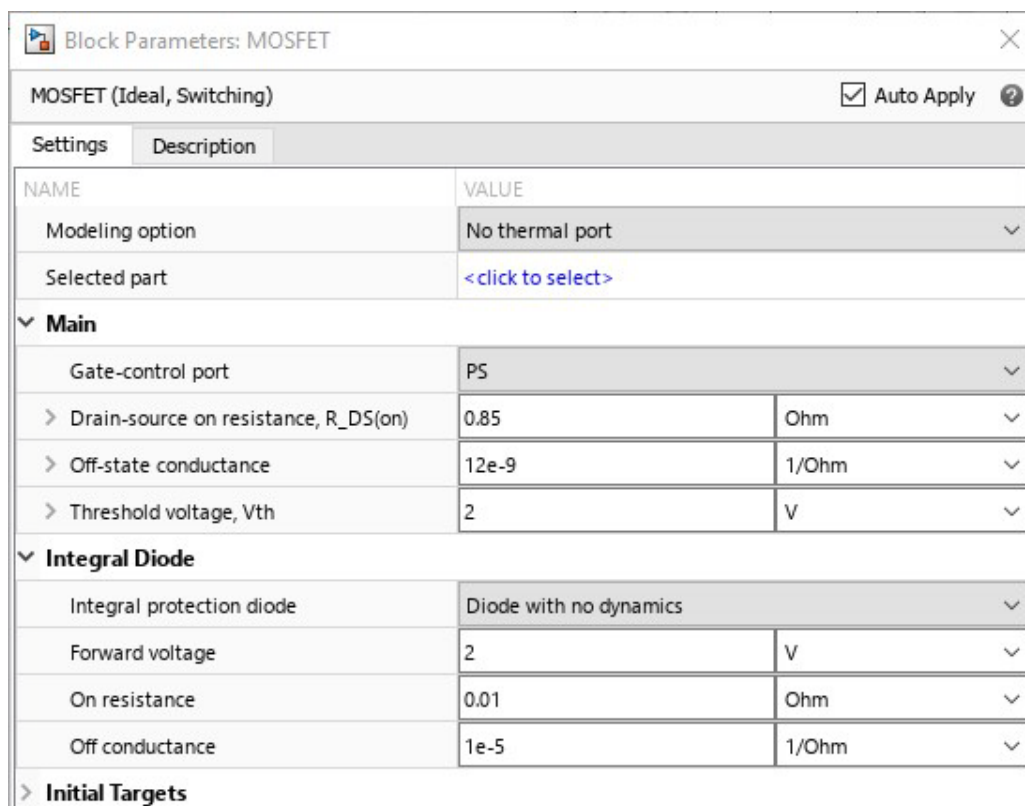 Block Parameters: MOSFET
MOSFET (Ideal, Switching) Auto Apply ?
Settings Description
NAME VALUE
Modeling option No thermal port
Selected part <click to select>
Main
Gate-control port PS
Drain-source on resistance, R_DS(on) 0.85 Ohm
Off-state conductance 12e-9 1/Ohm
Threshold voltage, Vth 2 V
Integral Diode
Integral protection diode Diode with no dynamics
Forward voltage 2 V
On resistance 0.01 Ohm
Off conductance 1e-5 1/Ohm
Initial Targets